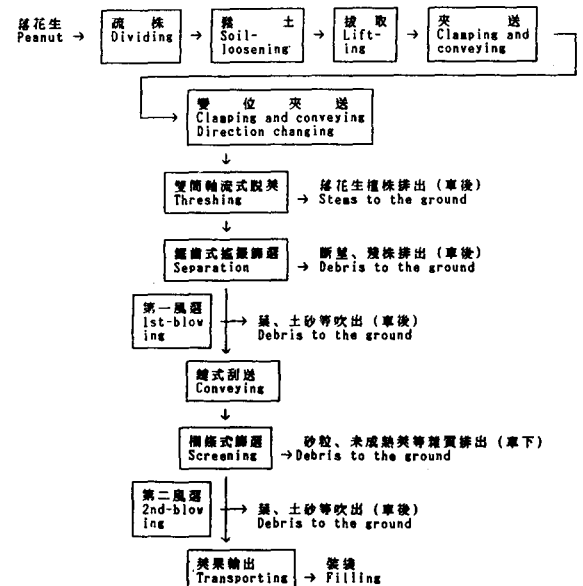 落花生
Peanut →
疏株
Dividing
→
鬆土
Soil-
loosening
→
拔取
Lift-
ing
→
夾送
Clamping and
conveying
變位夾送
Clamping and conveying
Direction changing
↓
雙筒軸流式脫莢
Threshing
→
落花生植株排出（車後）
Stems to the ground
↓
鋸齒式搖擺篩選
Separation
→
斷莖、殘株排出（車後）
Debris to the ground
第一風選
1st-blow
ing
→
葉、土砂等吹出（車後）
Debris to the ground
鏈式刮送
Conveying
↓
柵條式篩選
Screening
→
砂粒、未成熟莢等雜質排出（車下）
Debris to the ground
第二風選
2nd-blow
ing
→
葉、土砂等吹出（車後）
Debris to the ground
莢果輸出
Transporting
→
裝袋
Filling